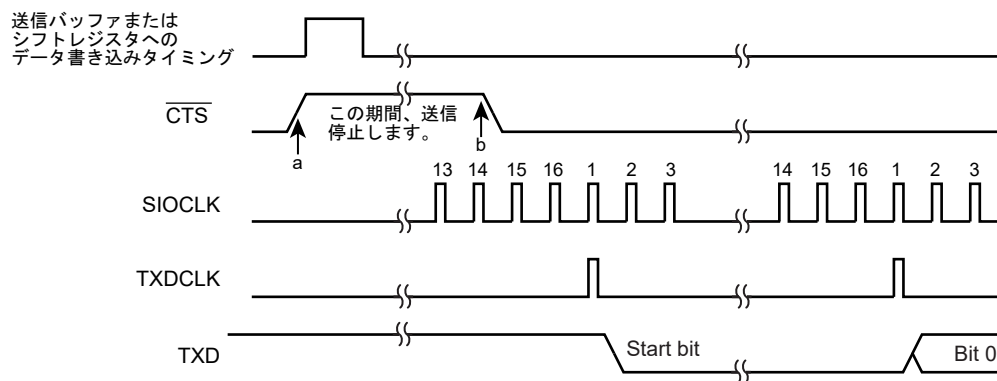 送信バッファまたは
シフトレジスタへの
データ書き込みタイミング
CTS
この期間、送信
停止します。
a
b
13 14 15 16 1 2 3 14 15 16 1 2 3
SIOCLK
TXDCLK
TXD
Start bit
Bit 0